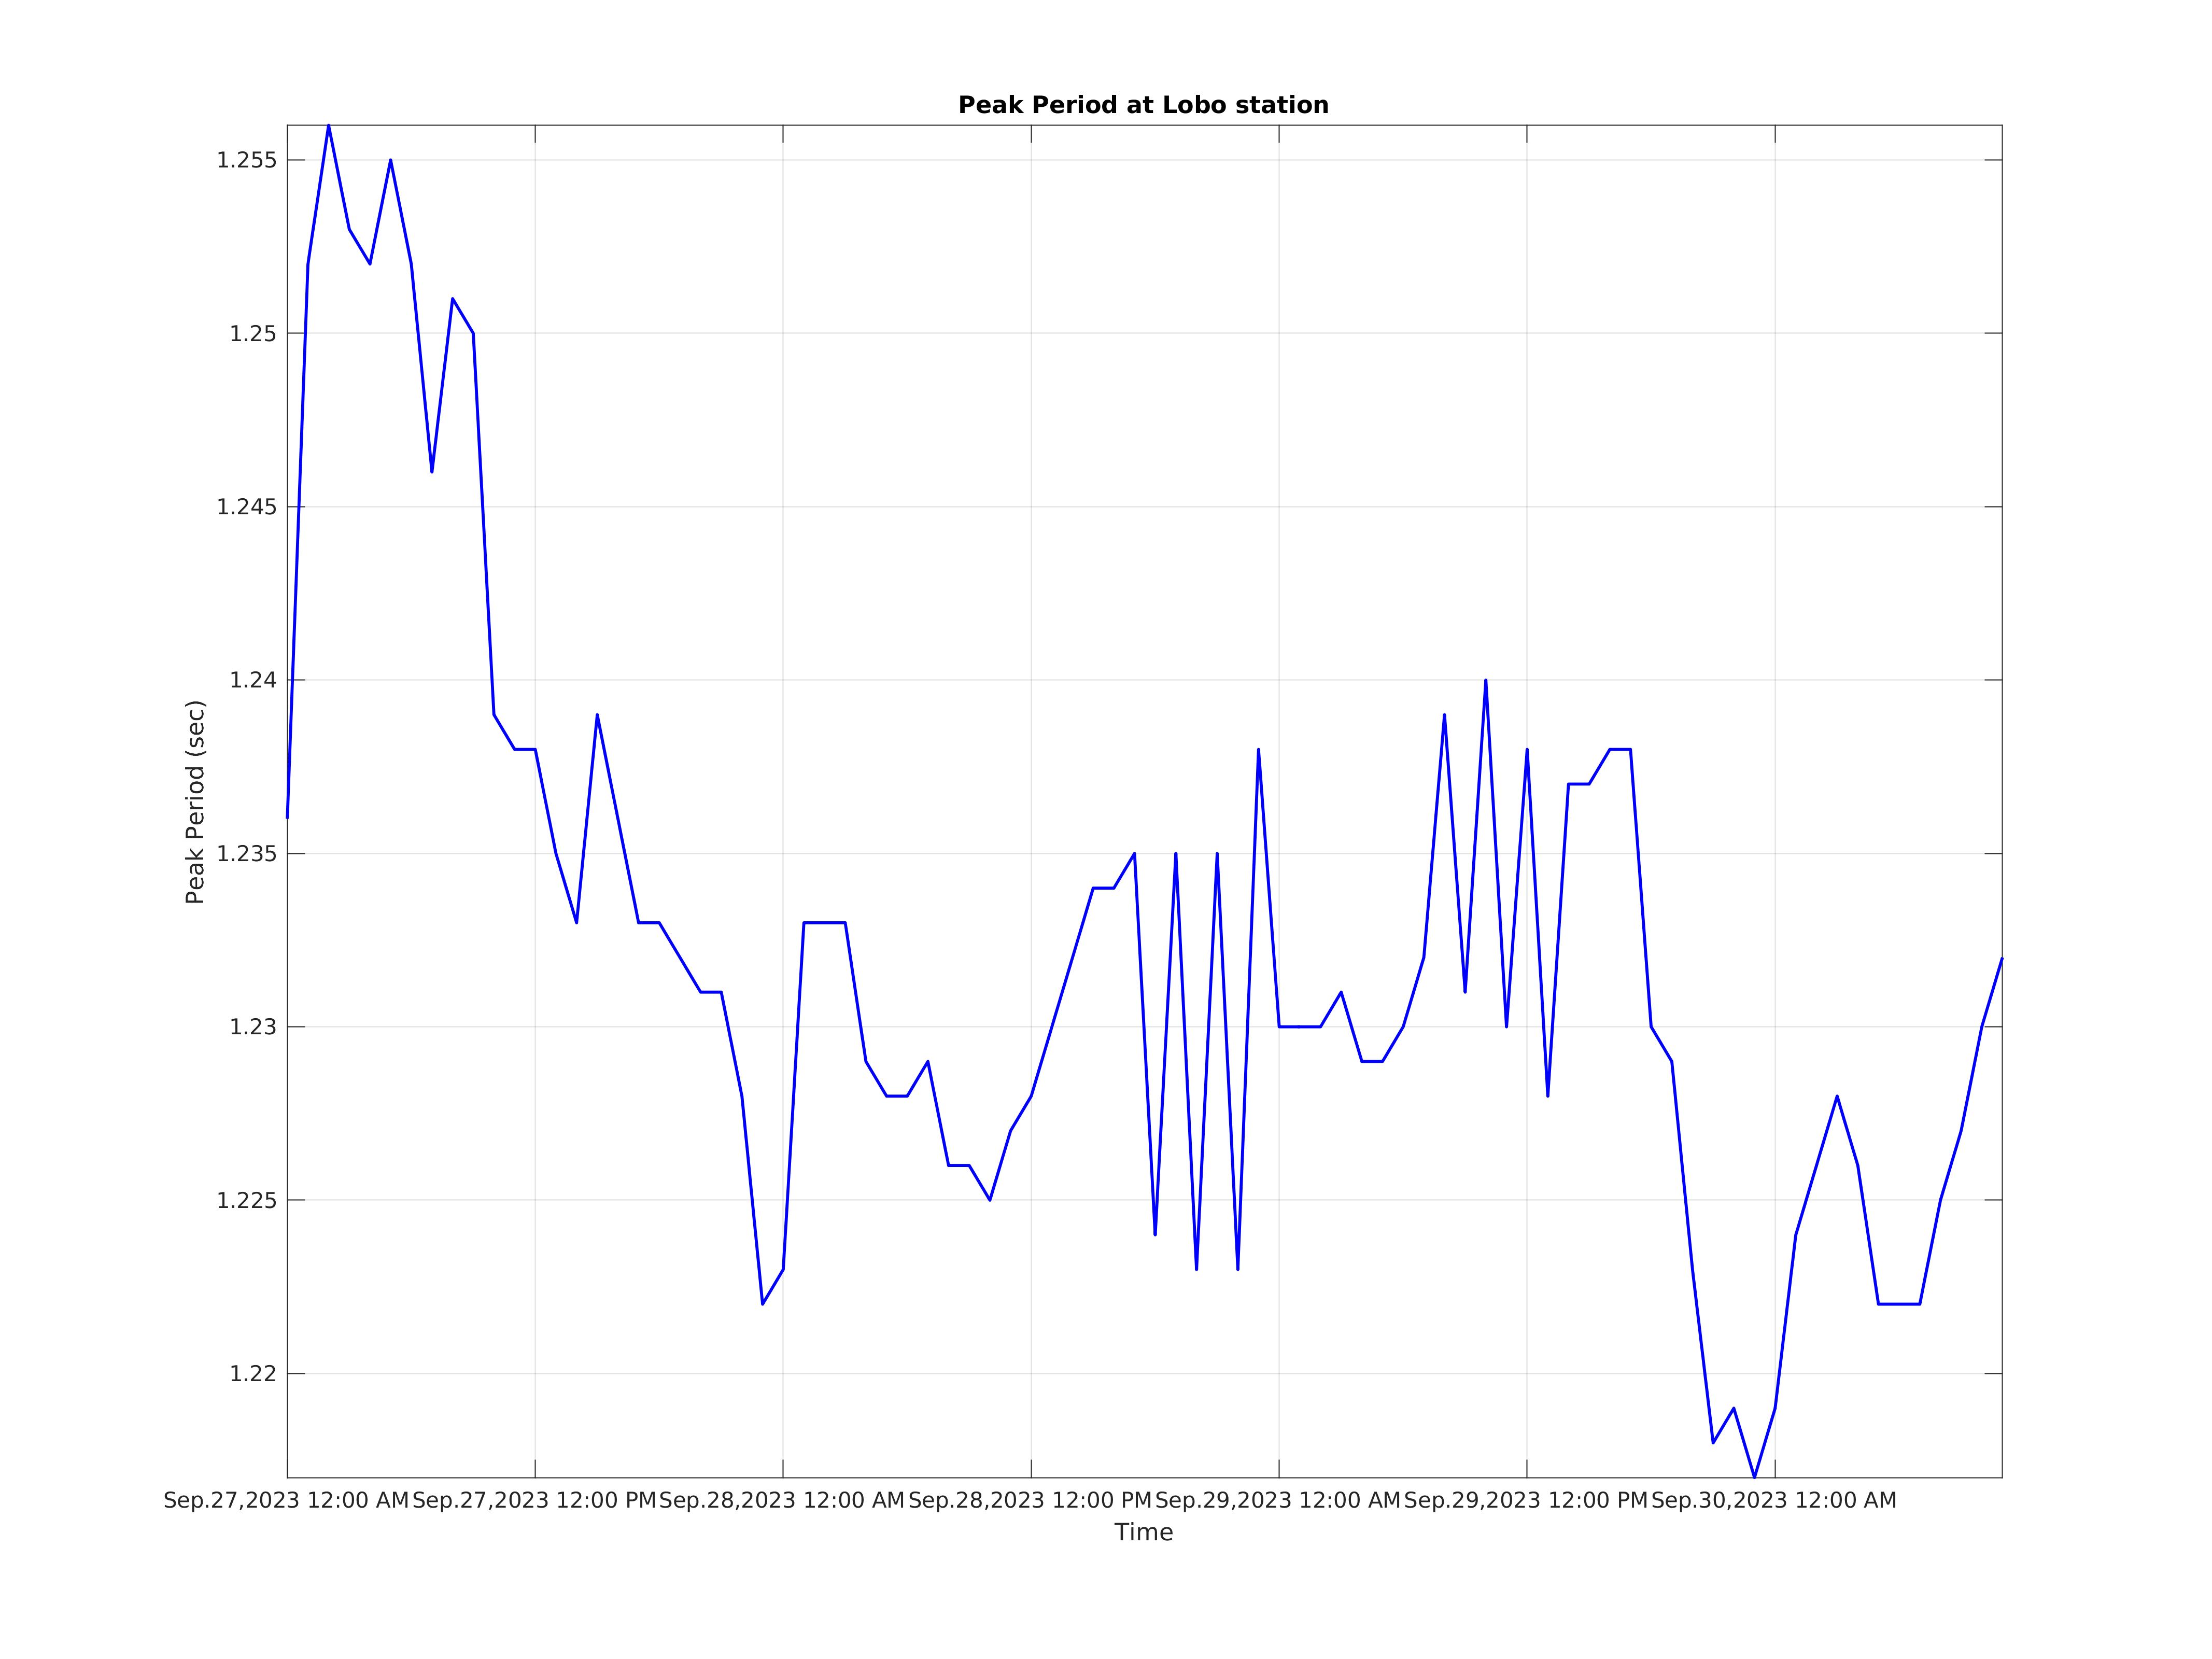 Peak Period at Lobo station
1.255
1.25
1.245
1.24
1.235
1.23
1.225
1.22
Peak Period (sec)
Sep.27,2023 12:00 AM Sep.27,2023 12:00 PM Sep.28,2023 12:00 AM Sep.28,2023 12:00 PM Sep.29,2023 12:00 AM Sep.29,2023 12:00 PM Sep.30,2023 12:00 AM
Time